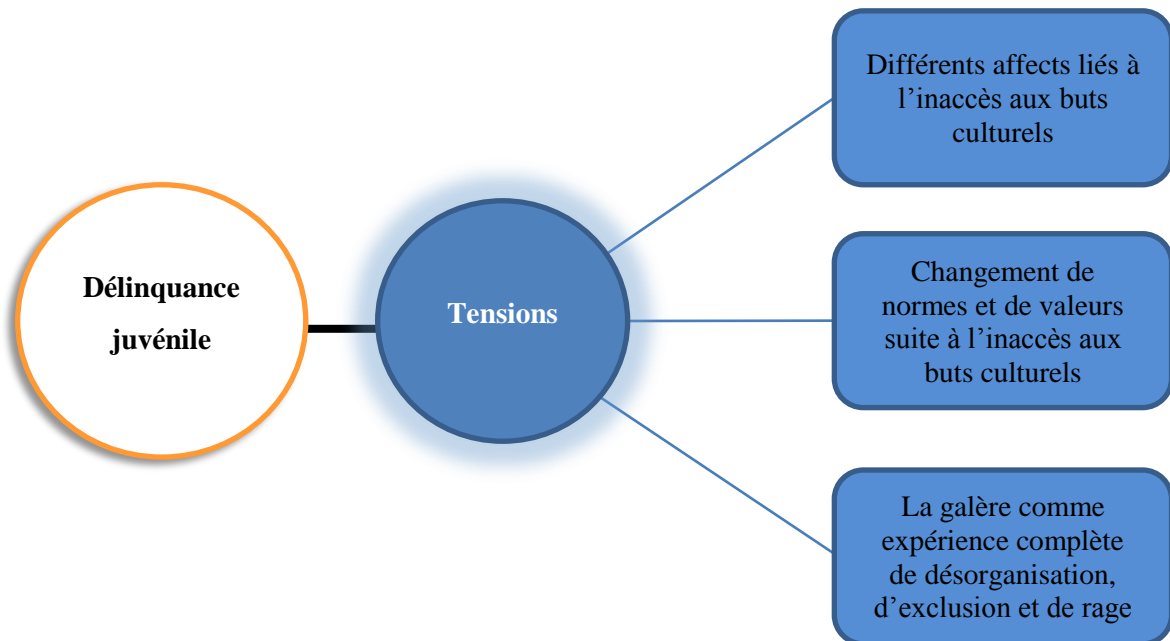 Délinquance
juvénile
Tensions
Différents affects liés à
l’inaccès aux buts
culturels
Changement de
normes et de valeurs
suite à l’inaccès aux
buts culturels
La galère comme
expérience complète
de désorganisation,
d’exclusion et de rage